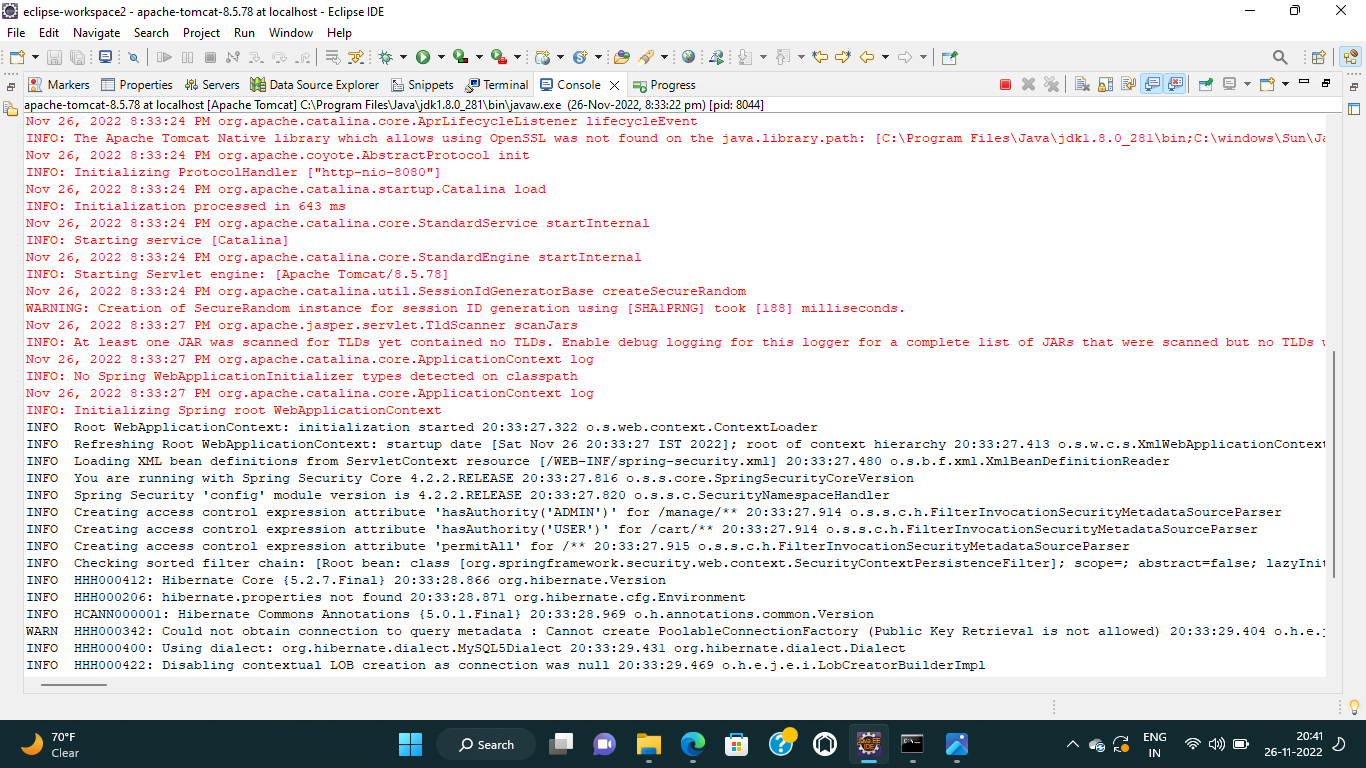 eclipse-workspace2 - apache-tomcat-8.5.78 at localhost - Eclipse IDE
File Edit Navigate Search Project Run Window Help
Markers Properties Servers Data Source Explorer Snippets Terminal Console Progress
apache-tomcat-8.5.78 at localhost [Apache Tomcat] C:\Program Files\Java\jdk1.8.0_281\bin\javaw.exe (26-Nov-2022, 8:33:22 pm) [pid: 8044]
Nov 26, 2022 8:33:24 PM org.apache.catalina.core.AprLifecycleListener lifecycleEvent
INFO: The Apache Tomcat Native library which allows using OpenSSL was not found on the java.library.path: [C:\Program Files\Java\jdk1.8.0_281\bin;C:\windows\Sun\Ja
Nov 26, 2022 8:33:24 PM org.apache.coyote.AbstractProtocol init
INFO: Initializing ProtocolHandler ["http-nio-8080"]
Nov 26, 2022 8:33:24 PM org.apache.catalina.startup.Catalina load
INFO: Initialization processed in 643 ms
Nov 26, 2022 8:33:24 PM org.apache.catalina.core.StandardService startInternal
INFO: Starting service [Catalina]
Nov 26, 2022 8:33:24 PM org.apache.catalina.core.StandardEngine startInternal
INFO: Starting Servlet engine: [Apache Tomcat/8.5.78]
Nov 26, 2022 8:33:24 PM org.apache.catalina.util.SessionIdGeneratorBase createSecureRandom
WARNING: Creation of SecureRandom instance for session ID generation using [SHA1PRNG] took [188] milliseconds.
Nov 26, 2022 8:33:27 PM org.apache.jasper.servlet.TldScanner scanJars
INFO: At least one JAR was scanned for TLDs yet contained no TLDs. Enable debug logging for this logger for a complete list of JARs that were scanned but no TLDs w
Nov 26, 2022 8:33:27 PM org.apache.catalina.core.ApplicationContext log
INFO: No Spring WebApplicationInitializer types detected on classpath
Nov 26, 2022 8:33:27 PM org.apache.catalina.core.ApplicationContext log
INFO: Initializing Spring root WebApplicationContext
INFO Root WebApplicationContext: initialization started 20:33:27.322 o.s.web.context.ContextLoader
INFO Refreshing Root WebApplicationContext: startup date [Sat Nov 26 20:33:27 IST 2022]; root of context hierarchy 20:33:27.413 o.s.w.c.s.XmlWebApplicationContext
INFO Loading XML bean definitions from ServletContext resource [/WEB-INF/spring-security.xml] 20:33:27.480 o.s.b.f.xml.XmlBeanDefinitionReader
INFO You are running with Spring Security Core 4.2.2.RELEASE 20:33:27.816 o.s.s.core.SpringSecurityCoreVersion
INFO Spring Security 'config' module version is 4.2.2.RELEASE 20:33:27.820 o.s.s.c.SecurityNamespaceHandler
INFO Creating access control expression attribute 'hasAuthority('ADMIN')' for /manage/** 20:33:27.914 o.s.s.c.h.FilterInvocationSecurityMetadataSourceParser
INFO Creating access control expression attribute 'hasAuthority('USER')' for /cart/** 20:33:27.914 o.s.s.c.h.FilterInvocationSecurityMetadataSourceParser
INFO Creating access control expression attribute 'permitAll' for /** 20:33:27.915 o.s.s.c.h.FilterInvocationSecurityMetadataSourceParser
INFO Checking sorted filter chain: [Root bean: class [org.springframework.security.web.context.SecurityContextPersistenceFilter]; scope=; abstract=false; lazyInit
INFO HHH000412: Hibernate Core {5.2.7.Final} 20:33:28.866 org.hibernate.Version
INFO HHH000206: hibernate.properties not found 20:33:28.871 org.hibernate.cfg.Environment
INFO HCANN000001: Hibernate Commons Annotations {5.0.1.Final} 20:33:28.969 o.h.annotations.common.Version
WARN HHH000342: Could not obtain connection to query metadata : Cannot create PoolableConnectionFactory (Public Key Retrieval is not allowed) 20:33:29.404 o.h.e.j
INFO HHH000400: Using dialect: org.hibernate.dialect.MySQL5Dialect 20:33:29.431 org.hibernate.dialect.Dialect
INFO HHH000422: Disabling contextual LOB creation as connection was null 20:33:29.469 o.h.e.j.e.i.LobCreatorBuilderImpl
70°F
Clear
Search
ENG
IN
20:41
26-11-2022